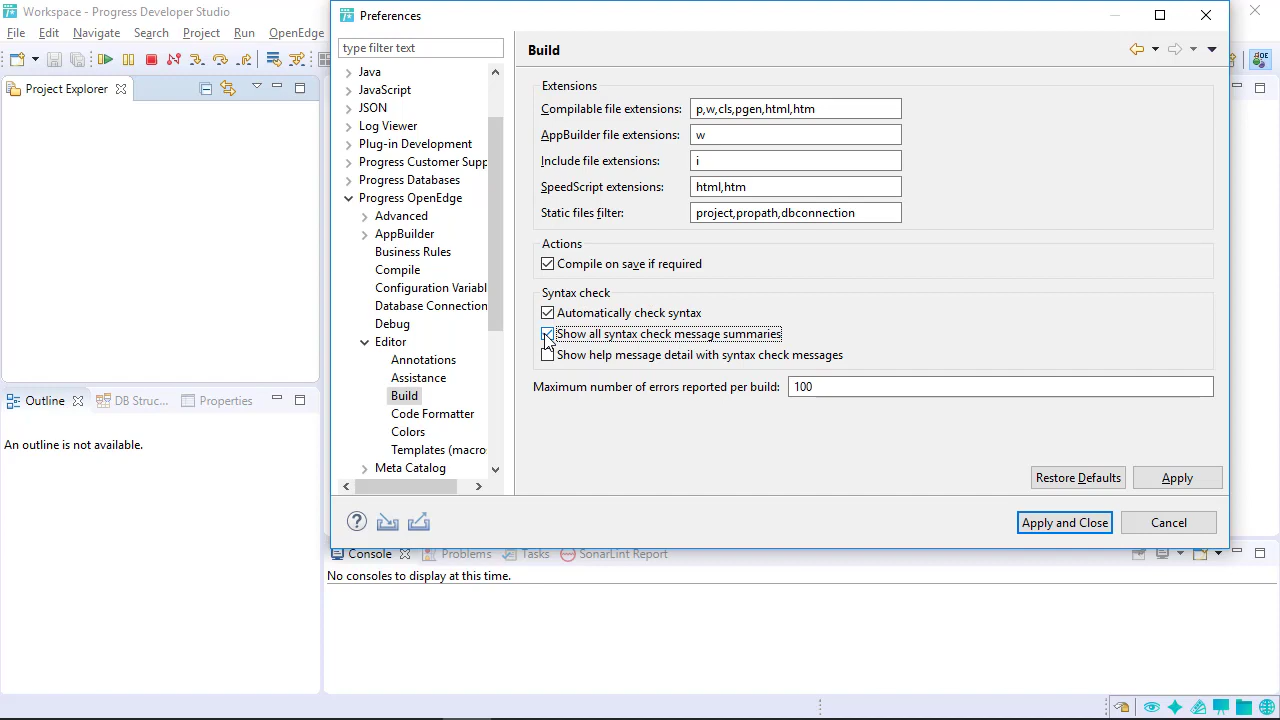 Workspace - Progress Developer Studio
File Edit Navigate Search Project Run OpenEdge
Project Explorer
Outline DB Struc... Properties
An outline is not available.
Preferences
type filter text
Java
JavaScript
JSON
Log Viewer
Plug-in Development
Progress Customer Supp
Progress Databases
Progress OpenEdge
Advanced
AppBuilder
Business Rules
Compile
Configuration Variabl
Database Connection
Debug
Editor
Annotations
Assistance
Build
Code Formatter
Colors
Templates (macro
Meta Catalog
Build
Extensions
Compilable file extensions: p,w,cls,pgen,html,htm
AppBuilder file extensions: w
Include file extensions: i
SpeedScript extensions: html,htm
Static files filter: project,propath,dbconnection
Actions
Compile on save if required
Syntax check
Automatically check syntax
Show all syntax check message summaries
Show help message detail with syntax check messages
Maximum number of errors reported per build: 100
Restore Defaults Apply
Apply and Close Cancel
Console Problems Tasks SonarLint Report
No consoles to display at this time.